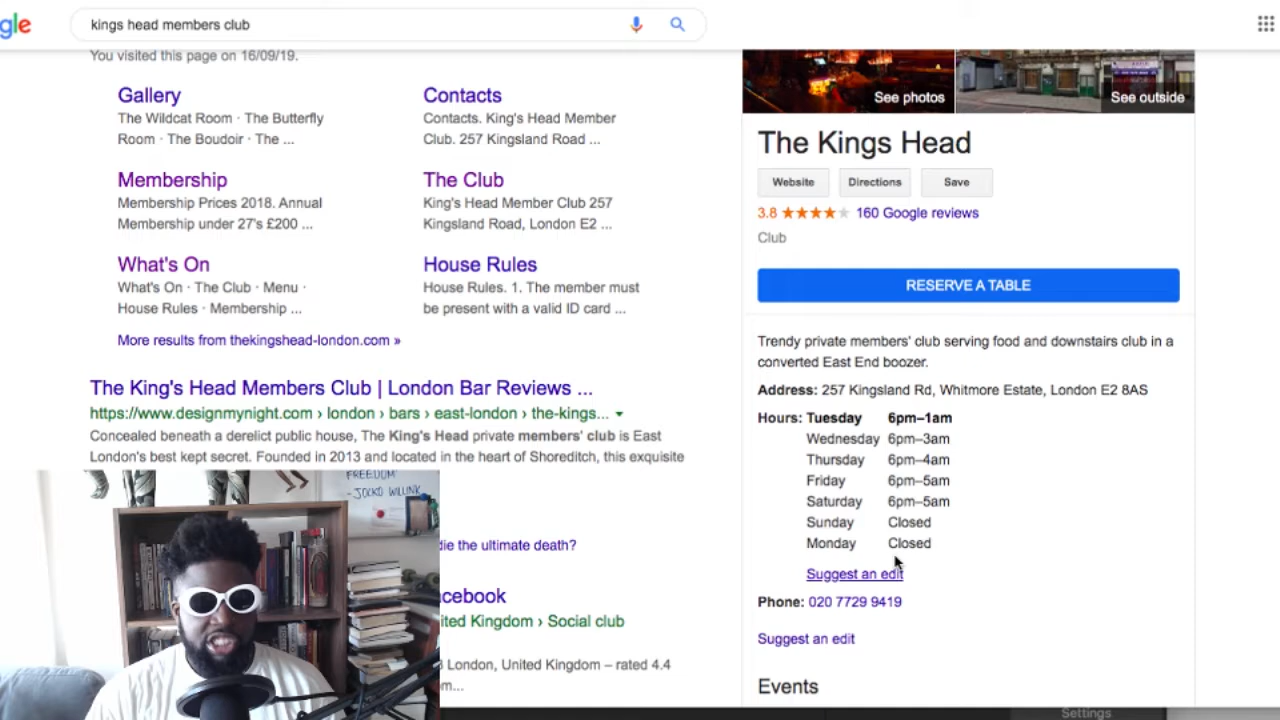 gle
kings head members club
You visited this page on 16/09/19.
Gallery
The Wildcat Room · The Butterfly
Room · The Boudoir · The ...
Contacts
Contacts. King's Head Member
Club. 257 Kingsland Road ...
Membership
Membership Prices 2018. Annual
Membership under 27's £200 ...
The Club
King's Head Member Club 257
Kingsland Road, London E2 ...
What's On
What's On · The Club · Menu ·
House Rules · Membership ...
House Rules
House Rules. 1. The member must
be present with a valid ID card ...
More results from thekingshead-london.com »
The King's Head Members Club | London Bar Reviews ...
https://www.designmynight.com › london › bars › east-london › the-kings...
Concealed beneath a derelict public house, The King's Head private members' club is East
London's best kept secret. Founded in 2013 and located in the heart of Shoreditch, this exquisite
die the ultimate death?
cebook
ited Kingdom › Social club
London, United Kingdom – rated 4.4
m...
FREEDOM
- JOCKO WILLINK
See photos
See outside
The Kings Head
Website
Directions
Save
3.8
160 Google reviews
Club
RESERVE A TABLE
Trendy private members' club serving food and downstairs club in a
converted East End boozer.
Address: 257 Kingsland Rd, Whitmore Estate, London E2 8AS
Hours: Tuesday 6pm–1am
Wednesday 6pm–3am
Thursday 6pm–4am
Friday 6pm–5am
Saturday 6pm–5am
Sunday Closed
Monday Closed
Suggest an edit
Phone: 020 7729 9419
Suggest an edit
Events
Settings